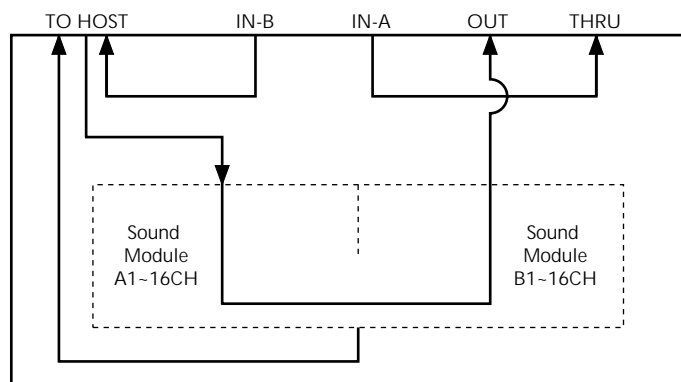 TO HOST IN-B IN-A OUT THRU
Sound
Module
A1~16CH
Sound
Module
B1~16CH